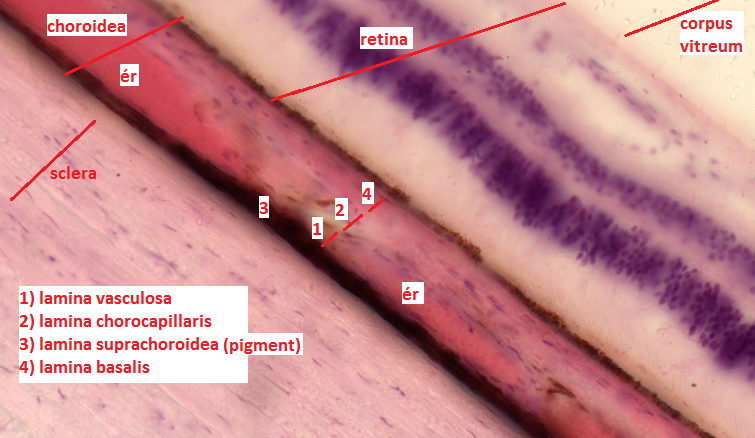 choroidea
corpus
vitreum
retina
ér
sclera
4
2
3
1
ér
1) lamina vasculosa
2) lamina chorocapillaris
3) lamina suprachoroidea (pigment)
4) lamina basalis